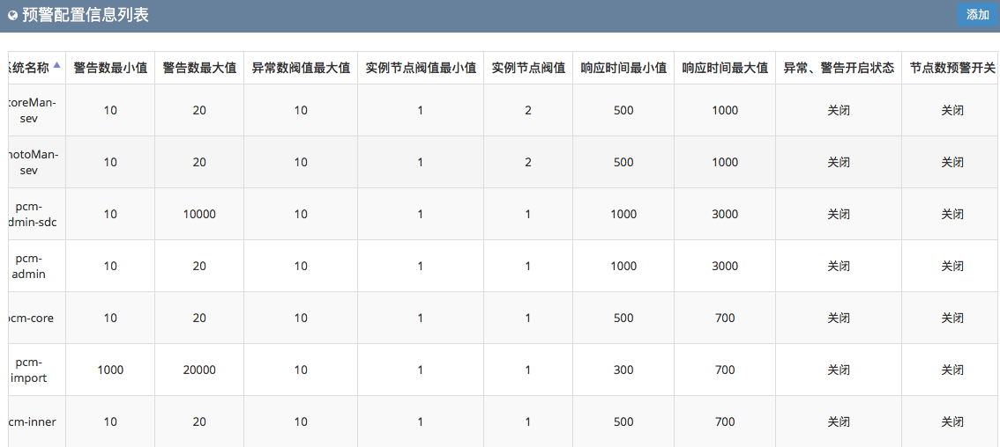 预警配置信息列表 添加
系统名称 警告数最小值 警告数最大值 异常数阀值最大值 实例节点阀值最小值 实例节点阀值 响应时间最小值 响应时间最大值 异常、警告开启状态 节点数预警开关
toreMan-
sev 10 20 10 1 2 500 1000 关闭 关闭
hotoMan-
sev 10 20 10 1 2 500 1000 关闭 关闭
pcm-
dmin-sdc 10 10000 10 1 1 1000 3000 关闭 关闭
pcm-
admin 10 20 10 1 1 1000 3000 关闭 关闭
pcm-core 10 20 10 1 1 500 700 关闭 关闭
pcm-
import 1000 20000 10 1 1 300 700 关闭 关闭
cm-inner 10 20 10 1 1 500 700 关闭 关闭